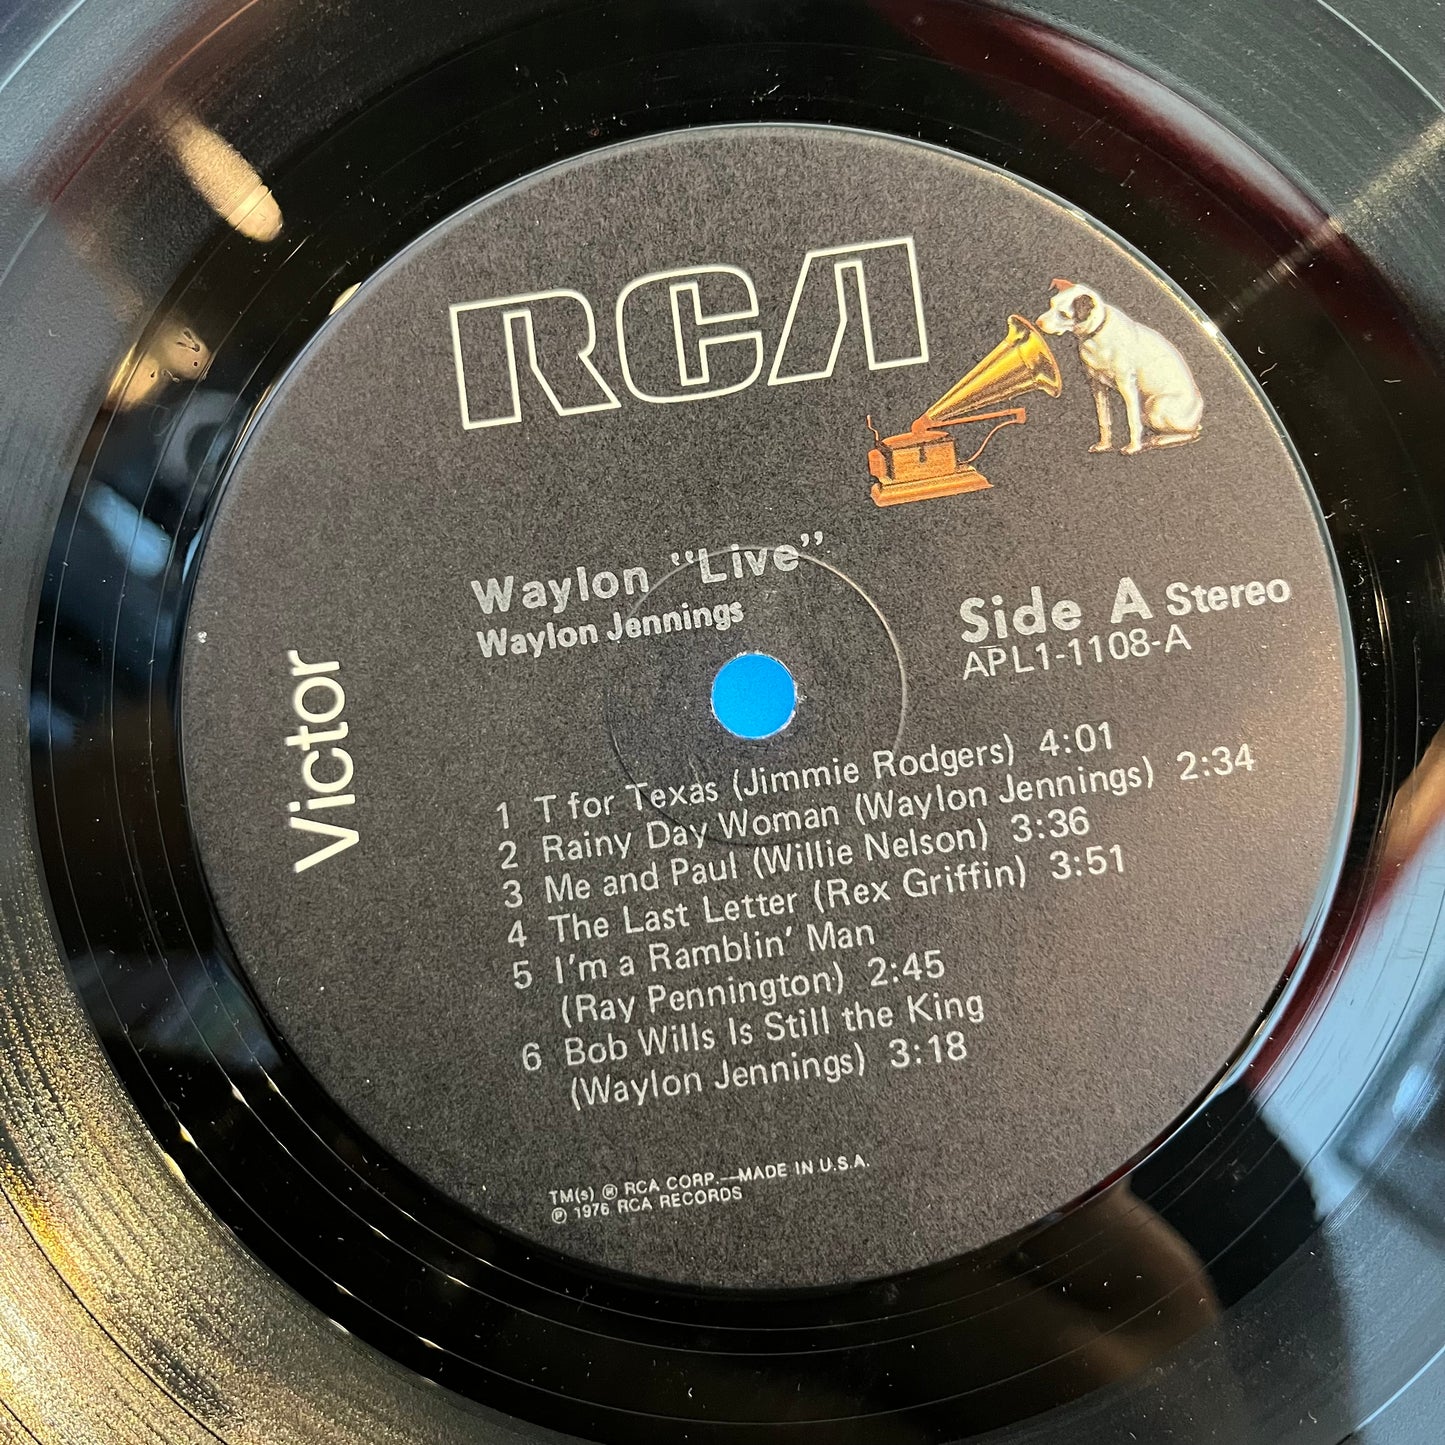 RCA
Victor
Waylon "Live"
Waylon Jennings
Side A Stereo
APL1-1108-A
1 T for Texas (Jimmie Rodgers) 4:01
2 Rainy Day Woman (Waylon Jennings) 2:34
3 Me and Paul (Willie Nelson) 3:36
4 The Last Letter (Rex Griffin) 3:51
5 I'm a Ramblin' Man
(Ray Pennington) 2:45
6 Bob Wills Is Still the King
(Waylon Jennings) 3:18
TM(s) ® RCA CORP.—MADE IN U.S.A.
℗ 1976 RCA RECORDS